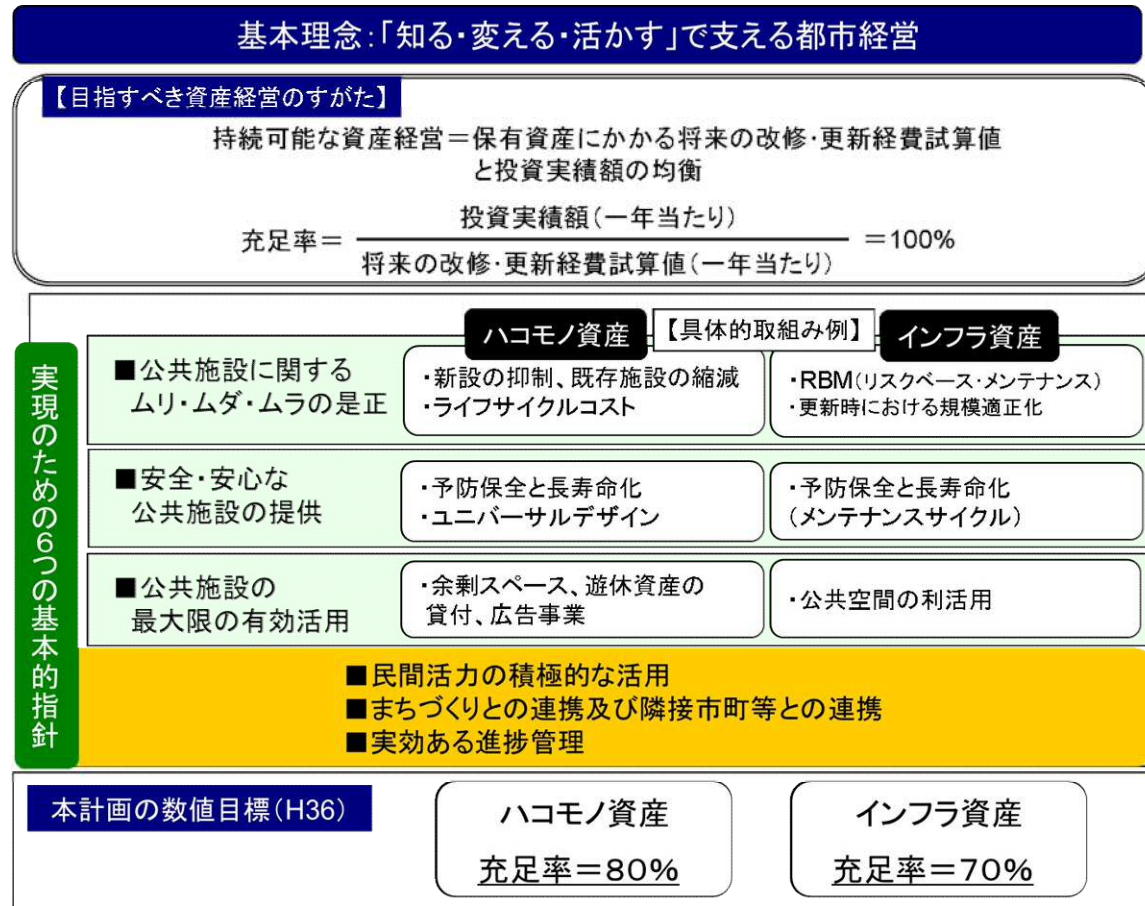 基本理念：「知る・変える・活かす」で支える都市経営
【目指すべき資産経営のすがた】
持続可能な資産経営＝保有資産にかかる将来の改修・更新経費試算値
と投資実績額の均衡
充足率＝
投資実績額（一年当たり）
将来の改修・更新経費試算値（一年当たり）
＝100%
実現のための6つの基本的指針
ハコモノ資産
【具体的取組み例】
インフラ資産
■公共施設に関する
ムリ・ムダ・ムラの是正
・新設の抑制、既存施設の縮減
・ライフサイクルコスト
・RBM（リスクベース・メンテナンス）
・更新時における規模適正化
■安全・安心な
公共施設の提供
・予防保全と長寿命化
・ユニバーサルデザイン
・予防保全と長寿命化
（メンテナンスサイクル）
■公共施設の
最大限の有効活用
・余剰スペース、遊休資産の
貸付、広告事業
・公共空間の利活用
■民間活力の積極的な活用
■まちづくりとの連携及び隣接市町等との連携
■実効ある進捗管理
本計画の数値目標（H36）
ハコモノ資産
充足率＝80%
インフラ資産
充足率＝70%